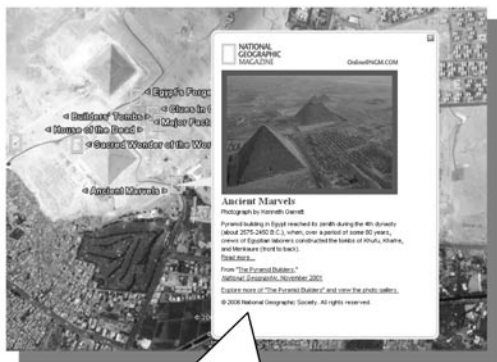 < Egypt's Forge
< Clues in
< Builders' Tombs >
< Major Fact
< House of the Dead >
< Sacred Wonder of the Wor
< Ancient Marvels >
NATIONAL
GEOGRAPHIC
MAGAZINE
Online@NGM.COM
Ancient Marvels
Photograph by Kenneth Garrett
Pyramid building in Egypt reached its zenith during the 4th dynasty
(about 2575-2450 B.C.), when, over a period of some 80 years,
crews of Egyptian laborers constructed the tombs of Khufu, Khafre,
and Menkaure (front to back).
Read more...
From "The Pyramid Builders,"
National Geographic, November 2001
Explore more of "The Pyramid Builders" and view the photo gallery.
© 2006 National Geographic Society. All rights reserved.